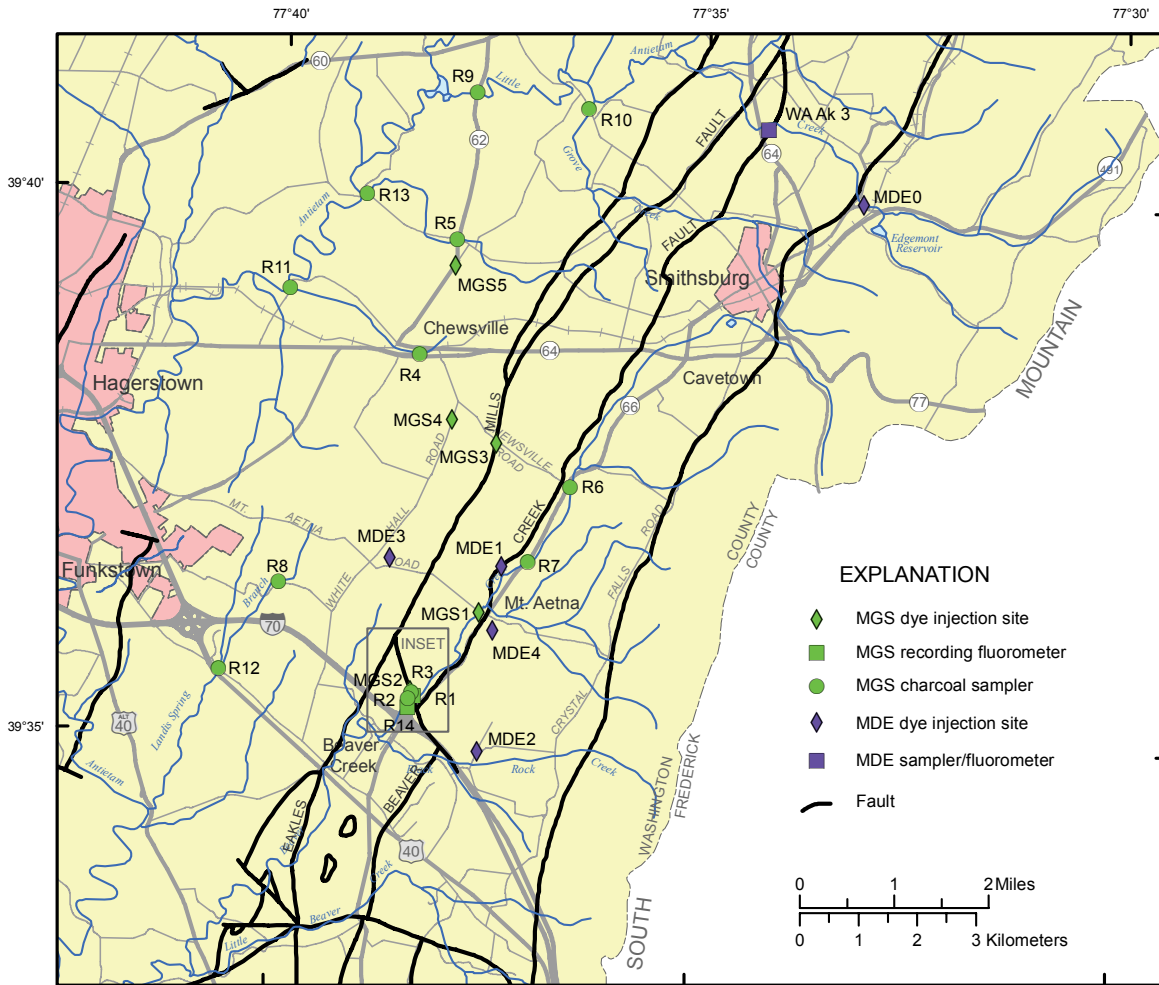 77°40'
77°35'
77°30'
39°40'
39°35'
60
R9
Little
Antietam
R10
FAULT
WA Ak 3
Creek
62
64
491
Grove
Creek
R13
Antietam
MDE0
Edgemont
Reservoir
R5
FAULT
R11
MGS5
Smithsburg
Chewsville
64
R4
Cavetown
MOUNTAIN
Hagerstown
66
77
MILLS
MGS4
ROAD
EWSVILLE
ROAD
MGS3
R6
MT.
AETNA
HALL
CREEK
ROAD
COUNTY
COUNTY
MDE3
OAD
MDE1
R7
Funkstown
R8
Branch
WHITE
FALLS
MGS1
Mt. Aetna
70
MDE4
INSET
R12
MGS2
R3
R2
R1
R14
CRYSTAL
Landis Spring
ALT
40
MDE2
Beaver
Creek
Rock
Creek
Antietam
BEAVER
EAKLES
WASHINGTON
FREDERICK
40
Creek
Beaver
Little
SOUTH
EXPLANATION
MGS dye injection site
MGS recording fluorometer
MGS charcoal sampler
MDE dye injection site
MDE sampler/fluorometer
Fault
0 1 2 Miles
0 1 2 3 Kilometers